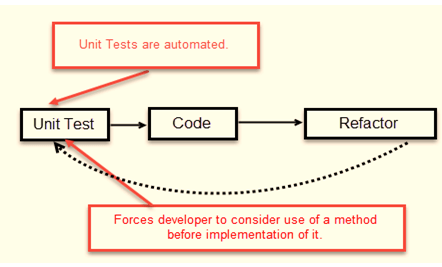 Unit Tests are automated.
Unit Test
Code
Refactor
Forces developer to consider use of a method
before implementation of it.